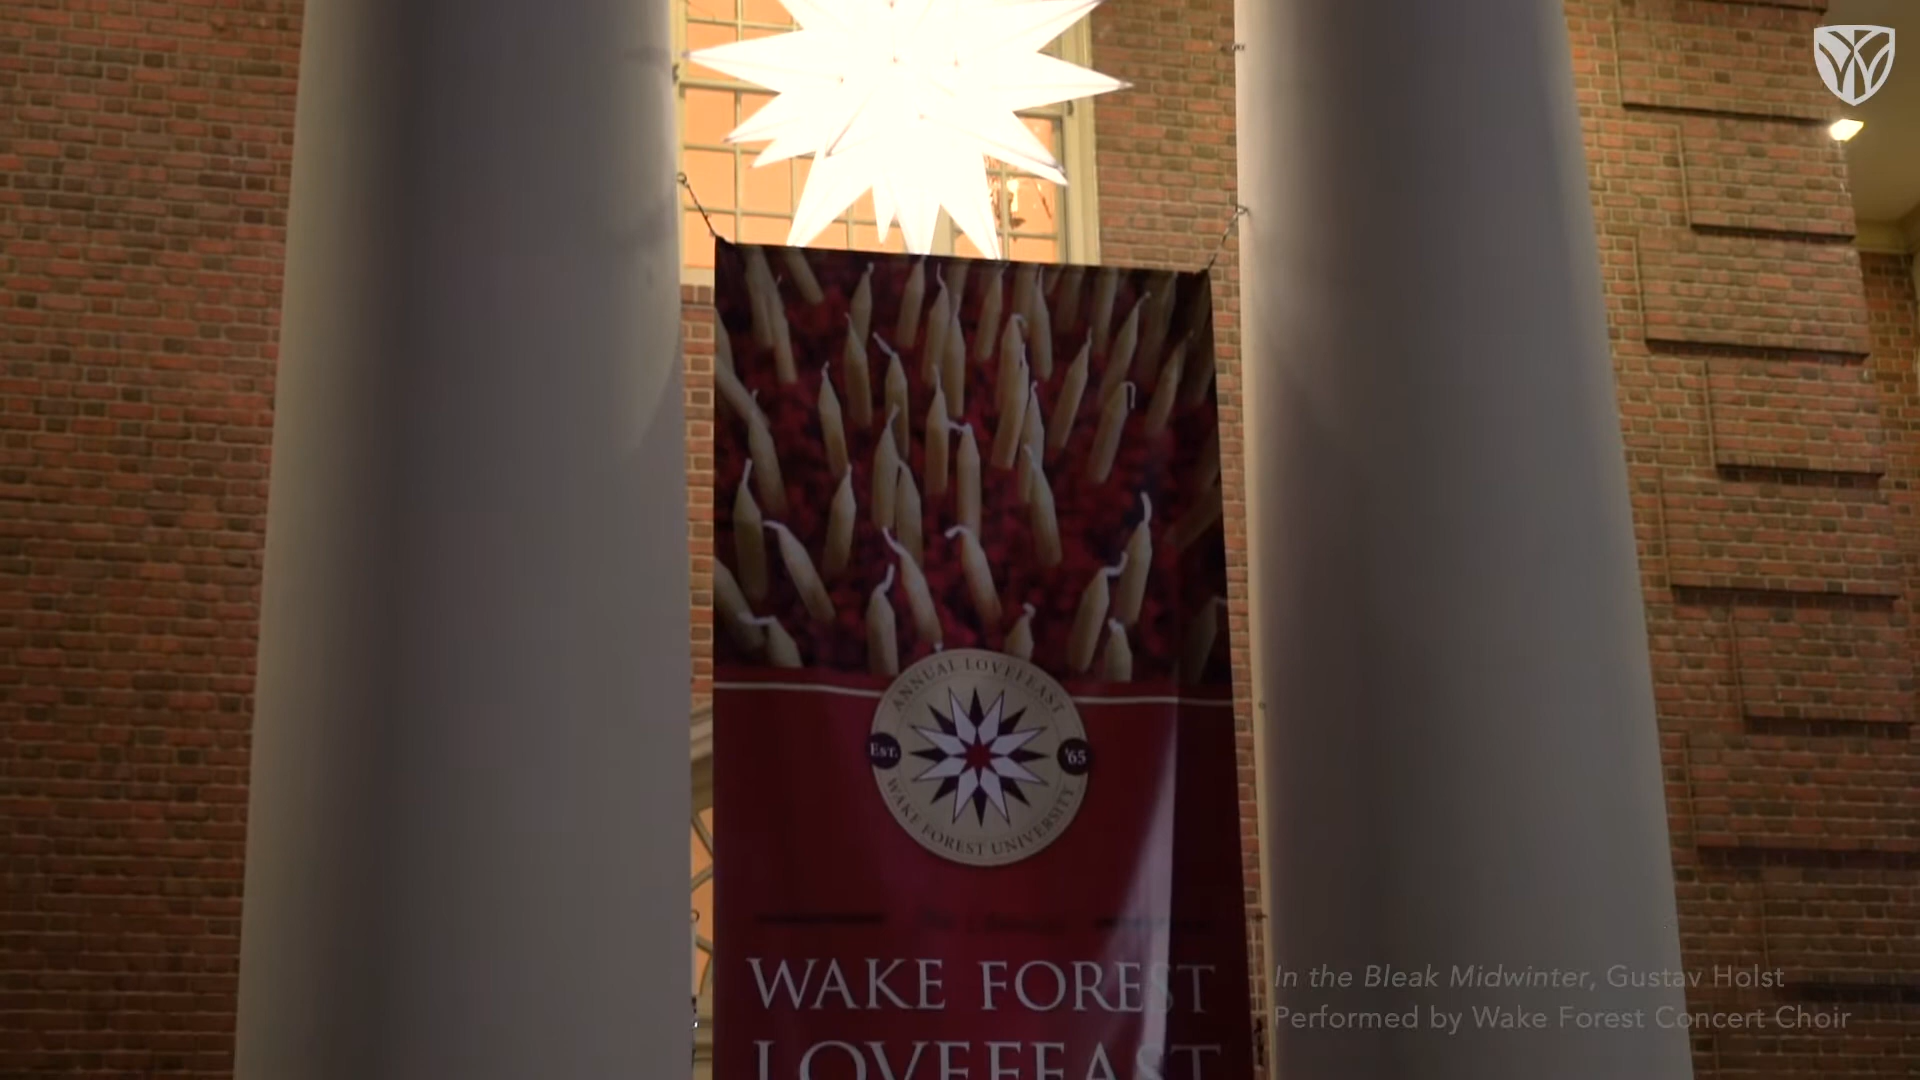 ANNUAL LOVEFEAST
EST. '65
WAKE FOREST UNIVERSITY
WAKE FOREST
LOVEFEAST
In the Bleak Midwinter, Gustav Holst
Performed by Wake Forest Concert Choir